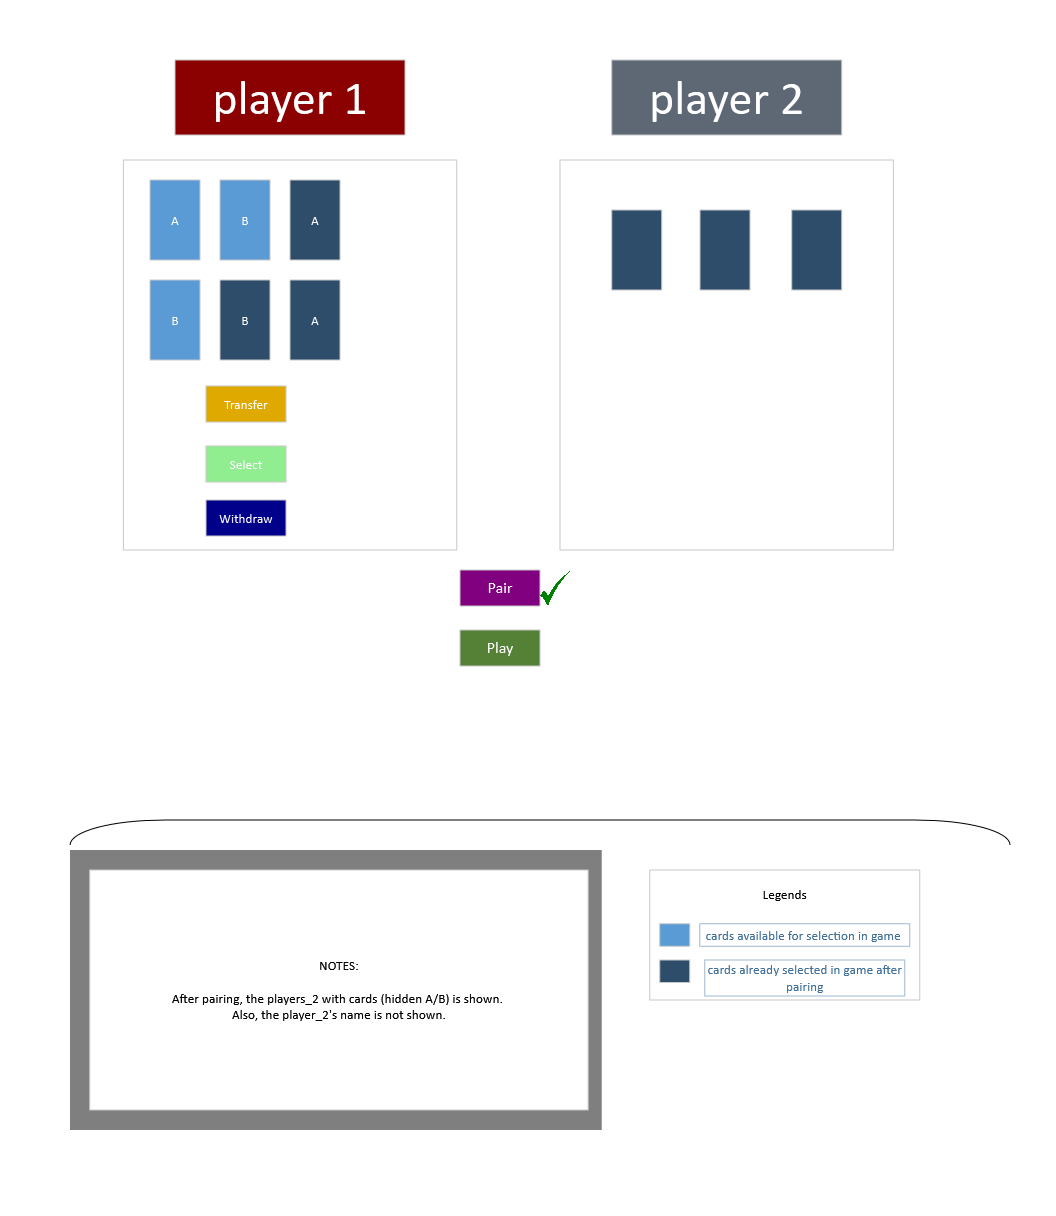 player 1
player 2
A
B
A
B
B
A
Transfer
Select
Withdraw
Pair
Play
NOTES:
After pairing, the players_2 with cards (hidden A/B) is shown.
Also, the player_2's name is not shown.
Legends
cards available for selection in game
cards already selected in game after
pairing